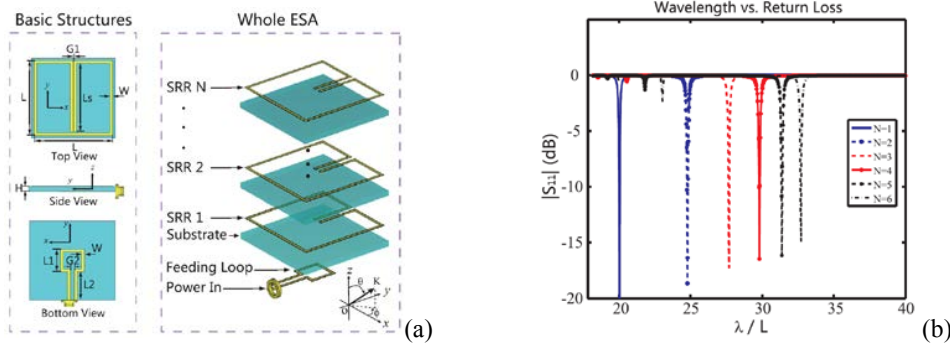 Basic Structures
G1
L
y
x
Ls
W
L
Top View
z
y
H
Side View
y
x
W
L1
G2
L2
Bottom View
Whole ESA
SRR N
SRR 2
SRR 1
Substrate
Feeding Loop
Power In
z
θ
K
y
o
φ
x
(a)
Wavelength vs. Return Loss
|S11| (dB)
0
-5
-10
-15
-20
20
25
30
35
40
λ / L
N=1
N=2
N=3
N=4
N=5
N=6
(b)